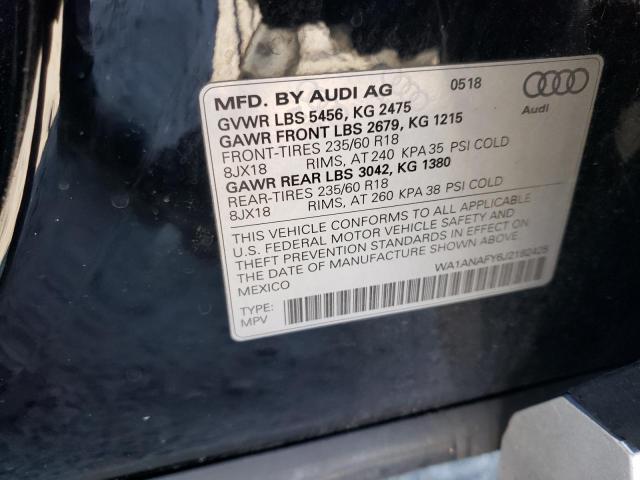 MFD. BY AUDI AG 0518
Audi
GVWR LBS 5456, KG 2475
GAWR FRONT LBS 2679, KG 1215
FRONT-TIRES 235/60 R18
8JX18 RIMS, AT 240 KPA 35 PSI COLD
GAWR REAR LBS 3042, KG 1380
REAR-TIRES 235/60 R18
8JX18 RIMS, AT 260 KPA 38 PSI COLD
THIS VEHICLE CONFORMS TO ALL APPLICABLE
U.S. FEDERAL MOTOR VEHICLE SAFETY AND
THEFT PREVENTION STANDARDS IN EFFECT ON
THE DATE OF MANUFACTURE SHOWN ABOVE.
MEXICO
WA1ANAFY6J2192425
TYPE:
MPV